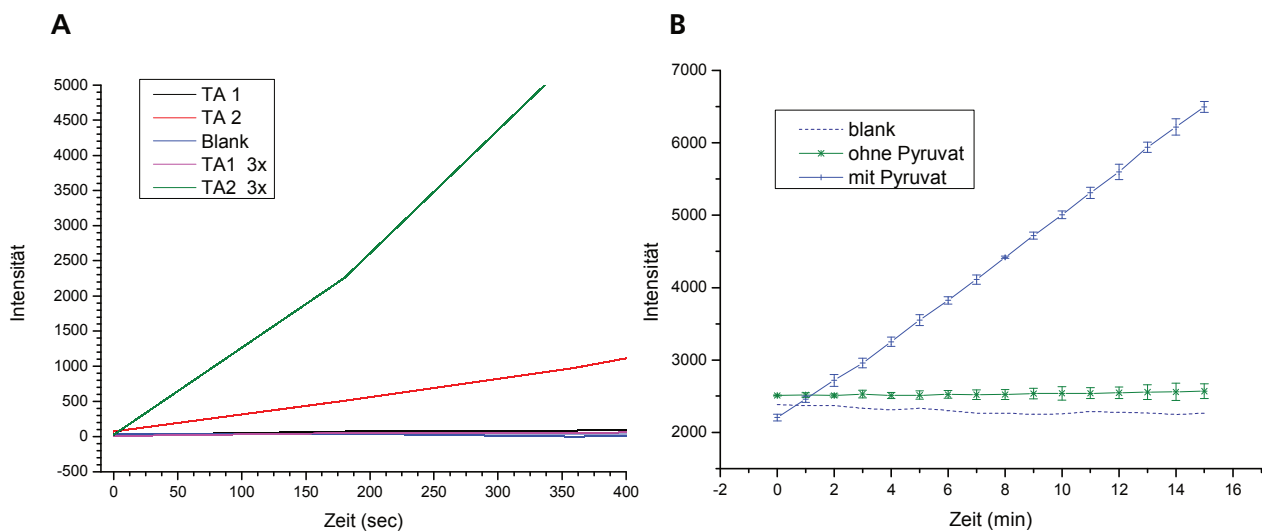 A
TA 1
TA 2
Blank
TA1 3x
TA2 3x
5000
4500
4000
3500
3000
2500
2000
1500
1000
500
0
-500
Intensität
0 50 100 150 200 250 300 350 400
Zeit (sec)
B
blank
ohne Pyruvat
mit Pyruvat
7000
6000
5000
4000
3000
2000
Intensität
-2 0 2 4 6 8 10 12 14 16
Zeit (min)